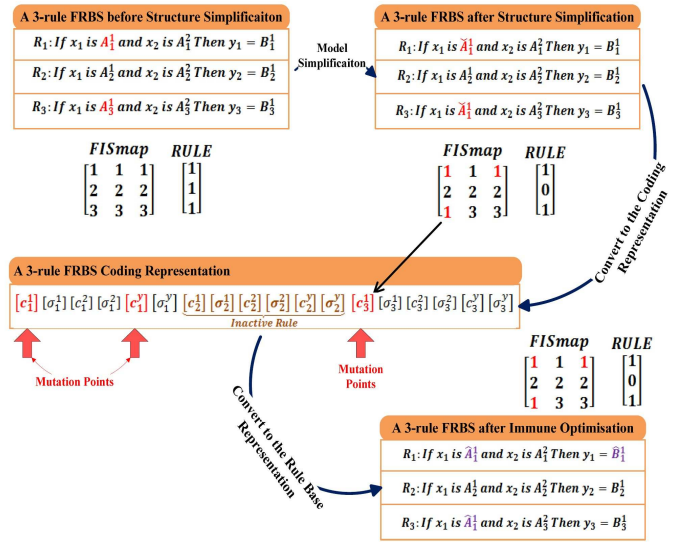 A 3-rule FRBS before Structure Simplificaiton
R₁: If x₁ is A₁¹ and x₂ is A₁² Then y₁ = B₁¹
R₂: If x₁ is A₂¹ and x₂ is A₂² Then y₂ = B₂¹
R₃: If x₁ is A₃¹ and x₂ is A₃² Then y₃ = B₃¹
Model
Simplificaiton
A 3-rule FRBS after Structure Simplification
R₁: If x₁ is Ǎ₁¹ and x₂ is A₁² Then y₁ = B₁¹
R₂: If x₁ is A₂¹ and x₂ is A₂² Then y₂ = B₂¹
R₃: If x₁ is Ǎ₁¹ and x₂ is A₃² Then y₃ = B₃¹
FISmap RULE
[1 1 1] [1]
[2 2 2] [1]
[3 3 3] [1]
FISmap RULE
[1 1 1] [1]
[2 2 2] [0]
[1 3 3] [1]
Convert to the Coding
Representation
A 3-rule FRBS Coding Representation
[c₁¹] [σ₁¹] [c₁²] [σ₁²] [c₁ʸ] [σ₁ʸ] [c₂¹] [σ₂¹] [c₂²] [σ₂²] [c₂ʸ] [σ₂ʸ] [c₃¹] [σ₃¹] [c₃²] [σ₃²] [c₃ʸ] [σ₃ʸ]
Inactive Rule
Mutation Points
Mutation
Points
FISmap RULE
[1 1 1] [1]
[2 2 2] [0]
[1 3 3] [1]
Convert to the Rule Base
Representation
A 3-rule FRBS after Immune Optimisation
R₁: If x₁ is Â₁¹ and x₂ is A₁² Then y₁ = B̂₁¹
R₂: If x₁ is A₂¹ and x₂ is A₂² Then y₂ = B₂¹
R₃: If x₁ is Â₁¹ and x₂ is A₃² Then y₃ = B₃¹